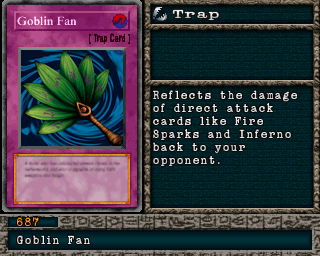 Goblin Fan
[ Trap Card ]
Trap
Reflects the damage
of direct attack
cards like Fire
Sparks and Inferno
back to your
opponent.
687
Goblin Fan